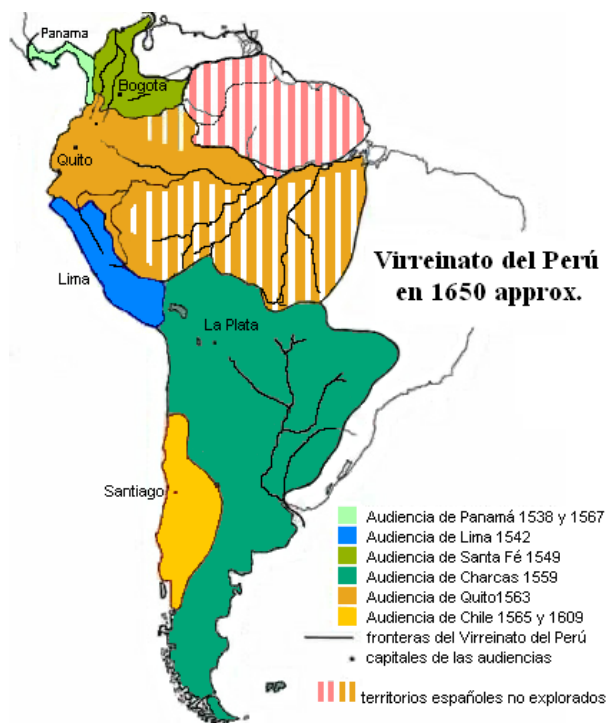 Panama
Bogota
Quito
Lima
Virreinato del Perú
en 1650 approx.
La Plata
Santiago
Audiencia de Panamá 1538 y 1567
Audiencia de Lima 1542
Audiencia de Santa Fé 1549
Audiencia de Charcas 1559
Audiencia de Quito1563
Audiencia de Chile 1565 y 1609
fronteras del Virreinato del Perú
capitales de las audiencias
territorios españoles no explorados